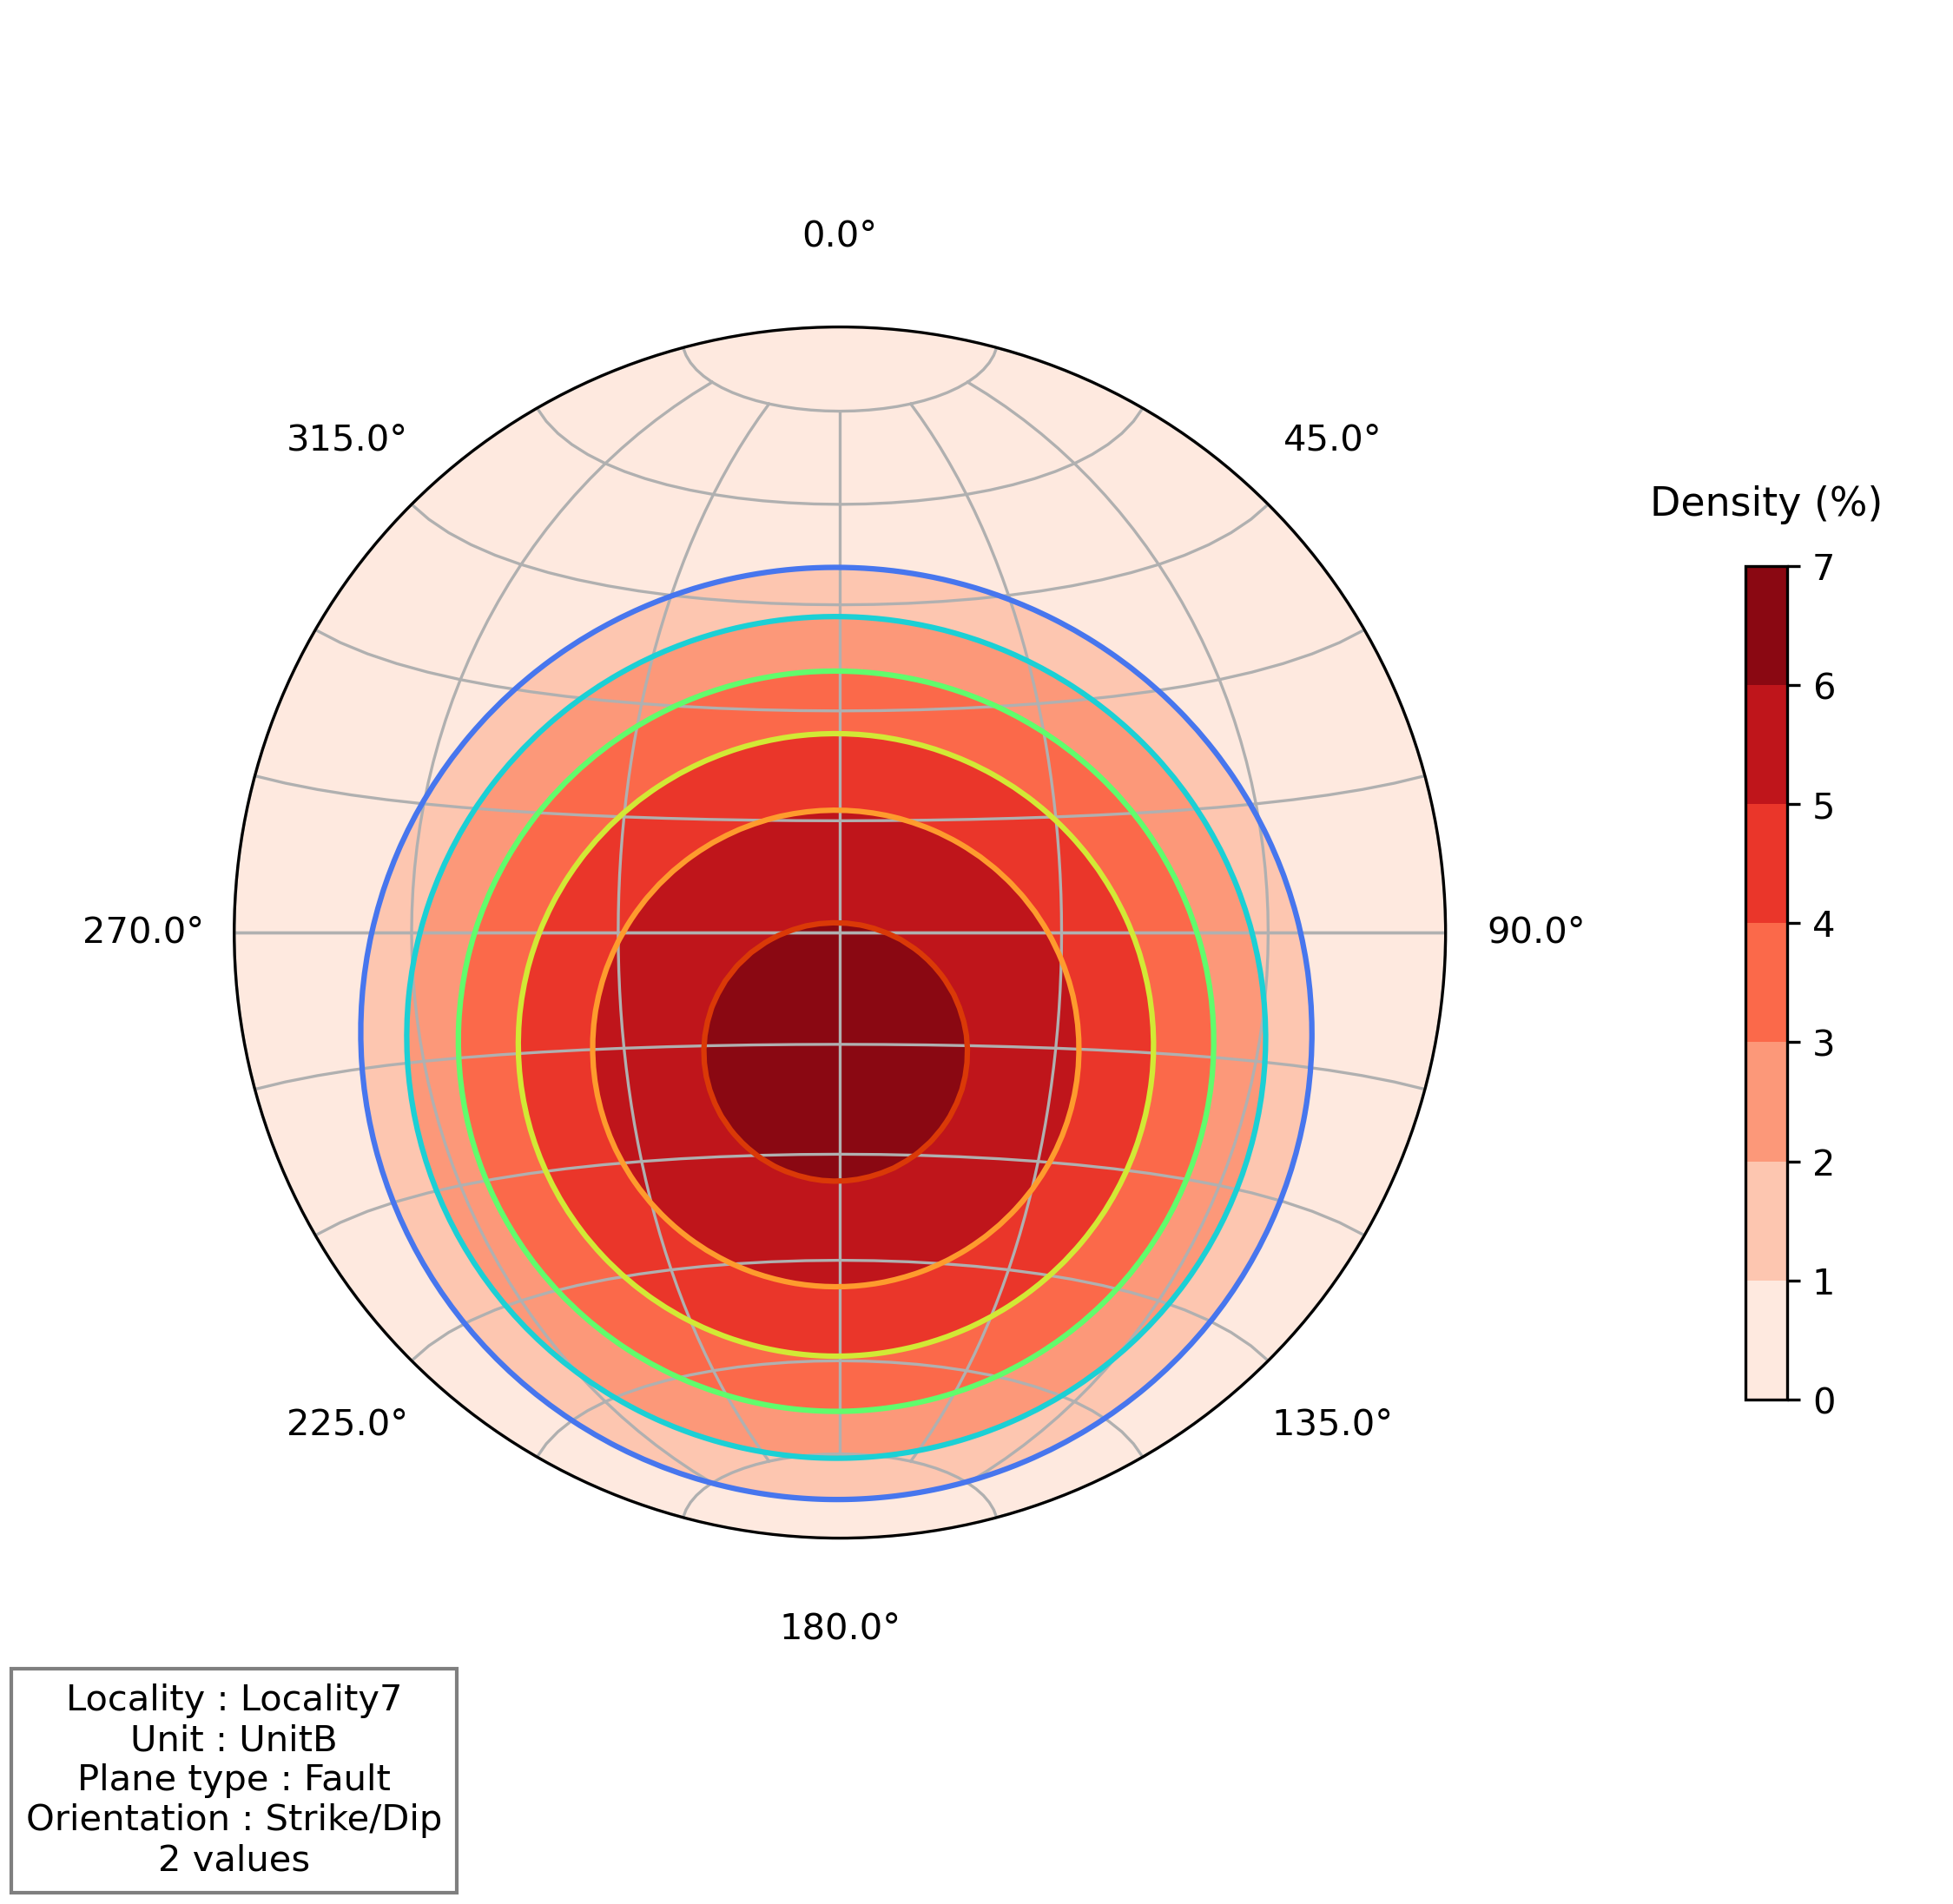 0.0°
315.0°
45.0°
Density (%)
7
6
5
4
3
2
1
0
270.0°
90.0°
225.0°
135.0°
180.0°
Locality : Locality7
Unit : UnitB
Plane type : Fault
Orientation : Strike/Dip
2 values